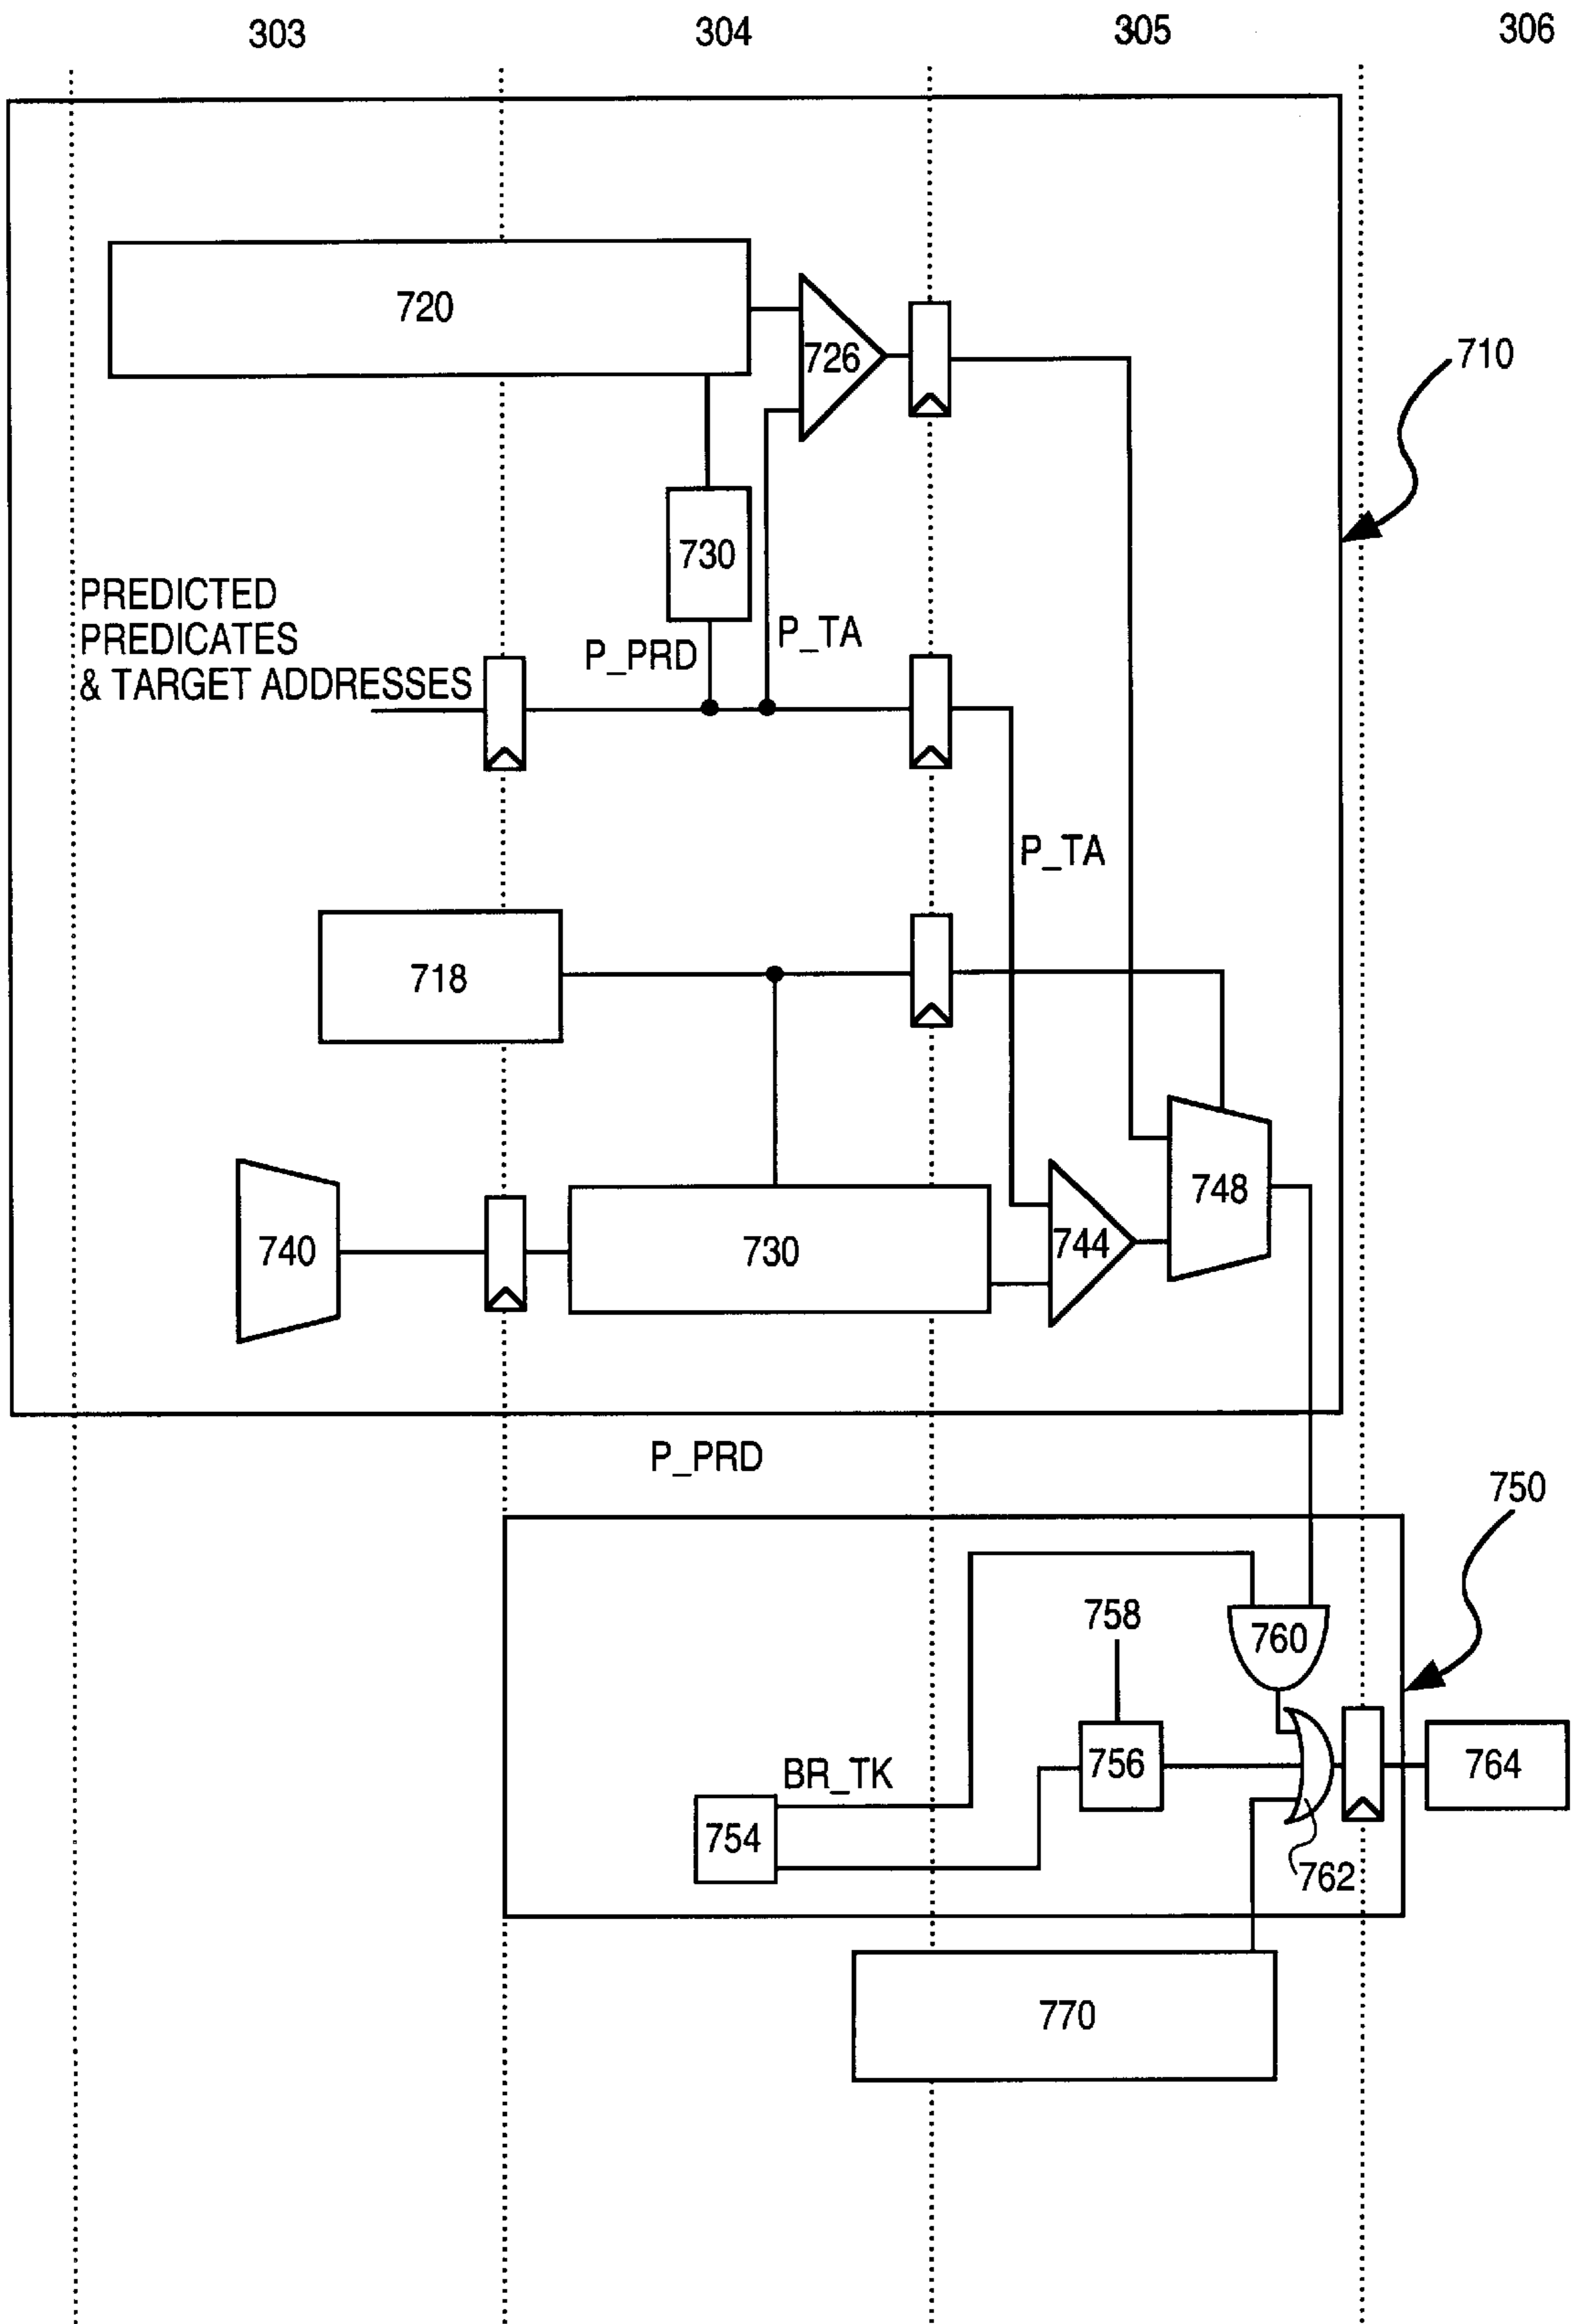 303 304 305 306
720
726
710
730
PREDICTED
PREDICATES
& TARGET ADDRESSES
P_PRD
P_TA
P_TA
718
740
730
744
748
P_PRD
750
758
760
756
764
BR_TK
754
762
770